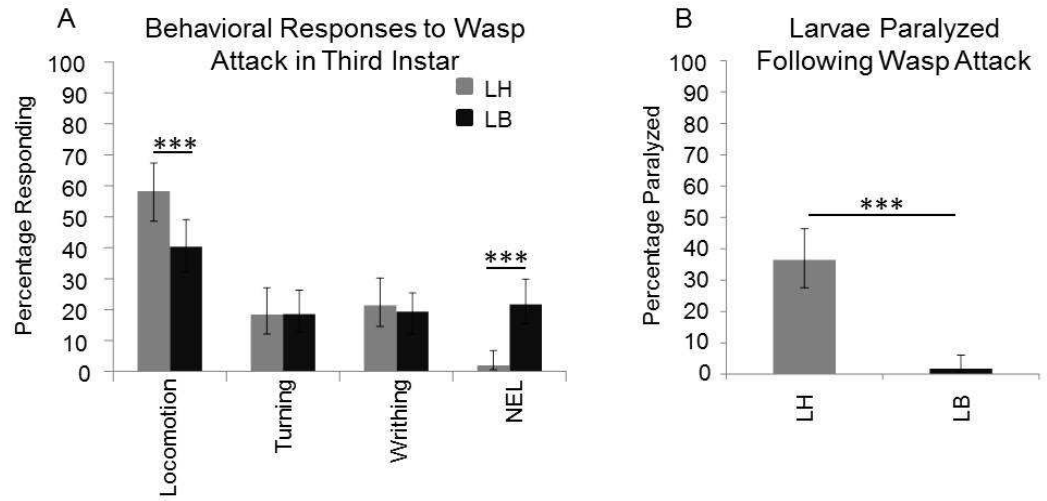 A
Behavioral Responses to Wasp
Attack in Third Instar
Percentage Responding
100
90
80
70
60
50
40
30
20
10
0
LH
LB
***
***
Locomotion
Turning
Writhing
NEL
B
Larvae Paralyzed
Following Wasp Attack
Percentage Paralyzed
100
90
80
70
60
50
40
30
20
10
0
***
LH
LB